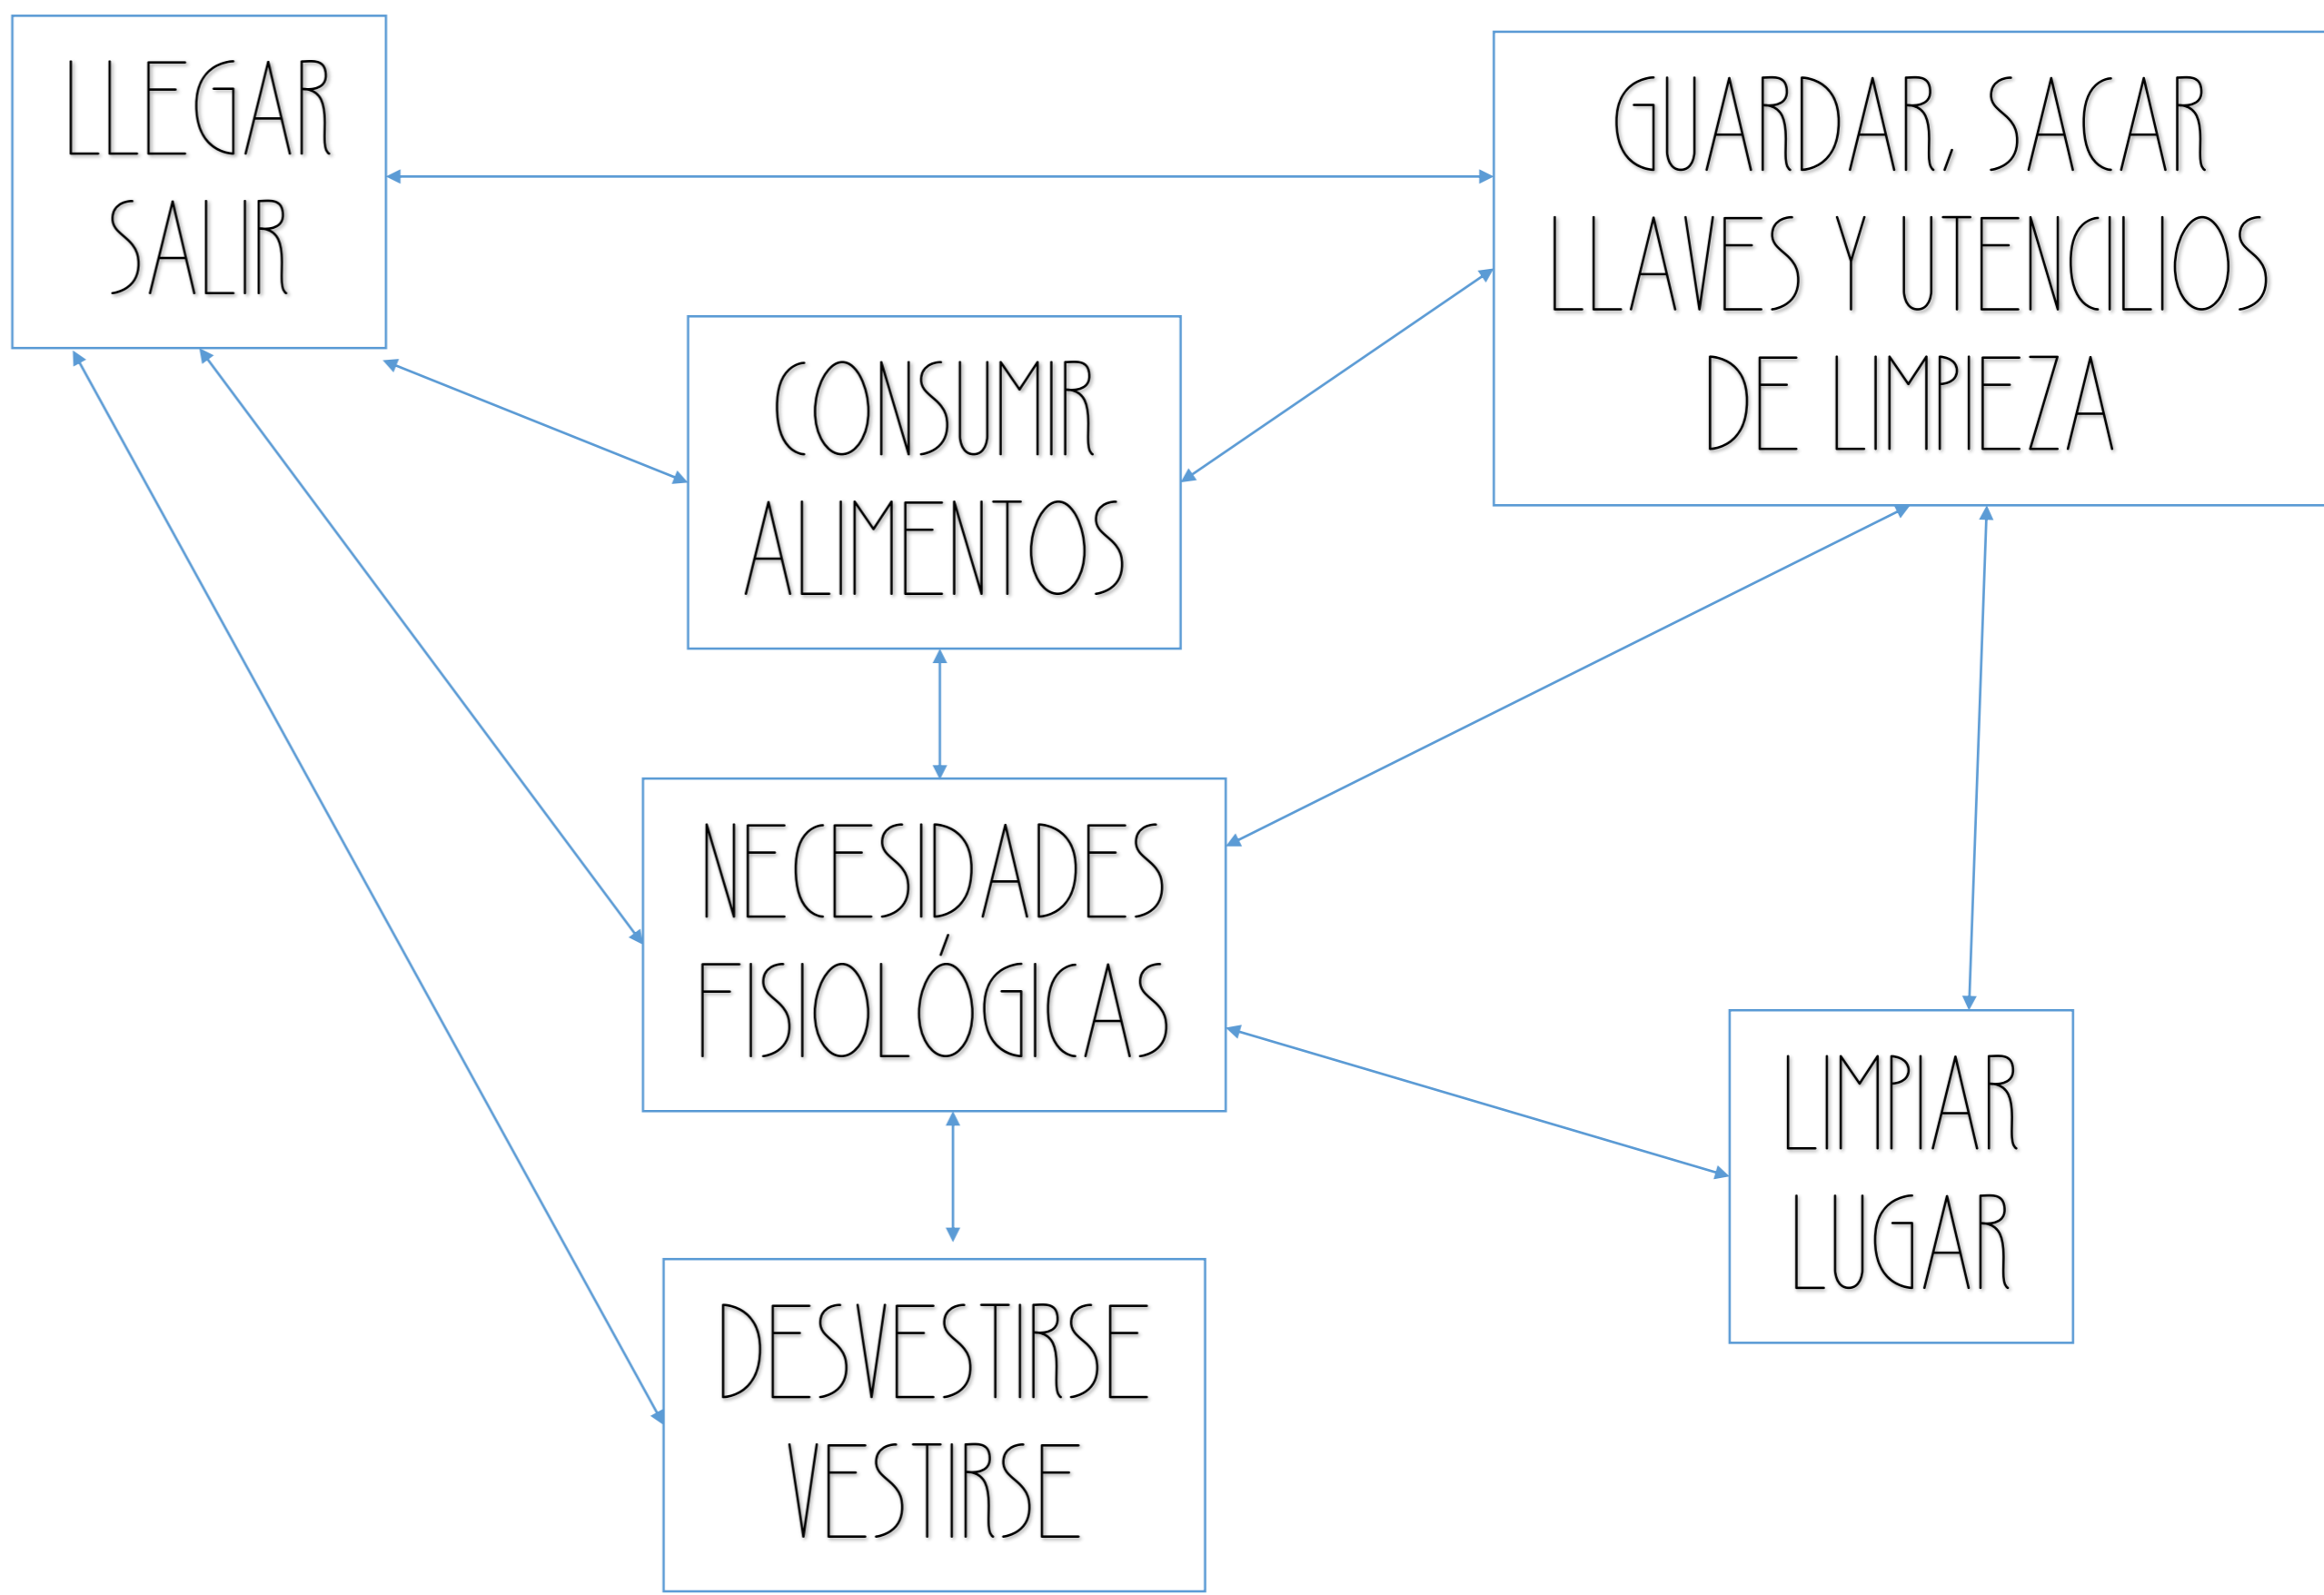 LLEGAR
SALIR
GUARDAR, SACAR
LLAVES Y UTENCILIOS
DE LIMPIEZA
CONSUMIR
ALIMENTOS
NECESIDADES
FISIOLÓGICAS
LIMPIAR
LUGAR
DESVESTIRSE
VESTIRSE